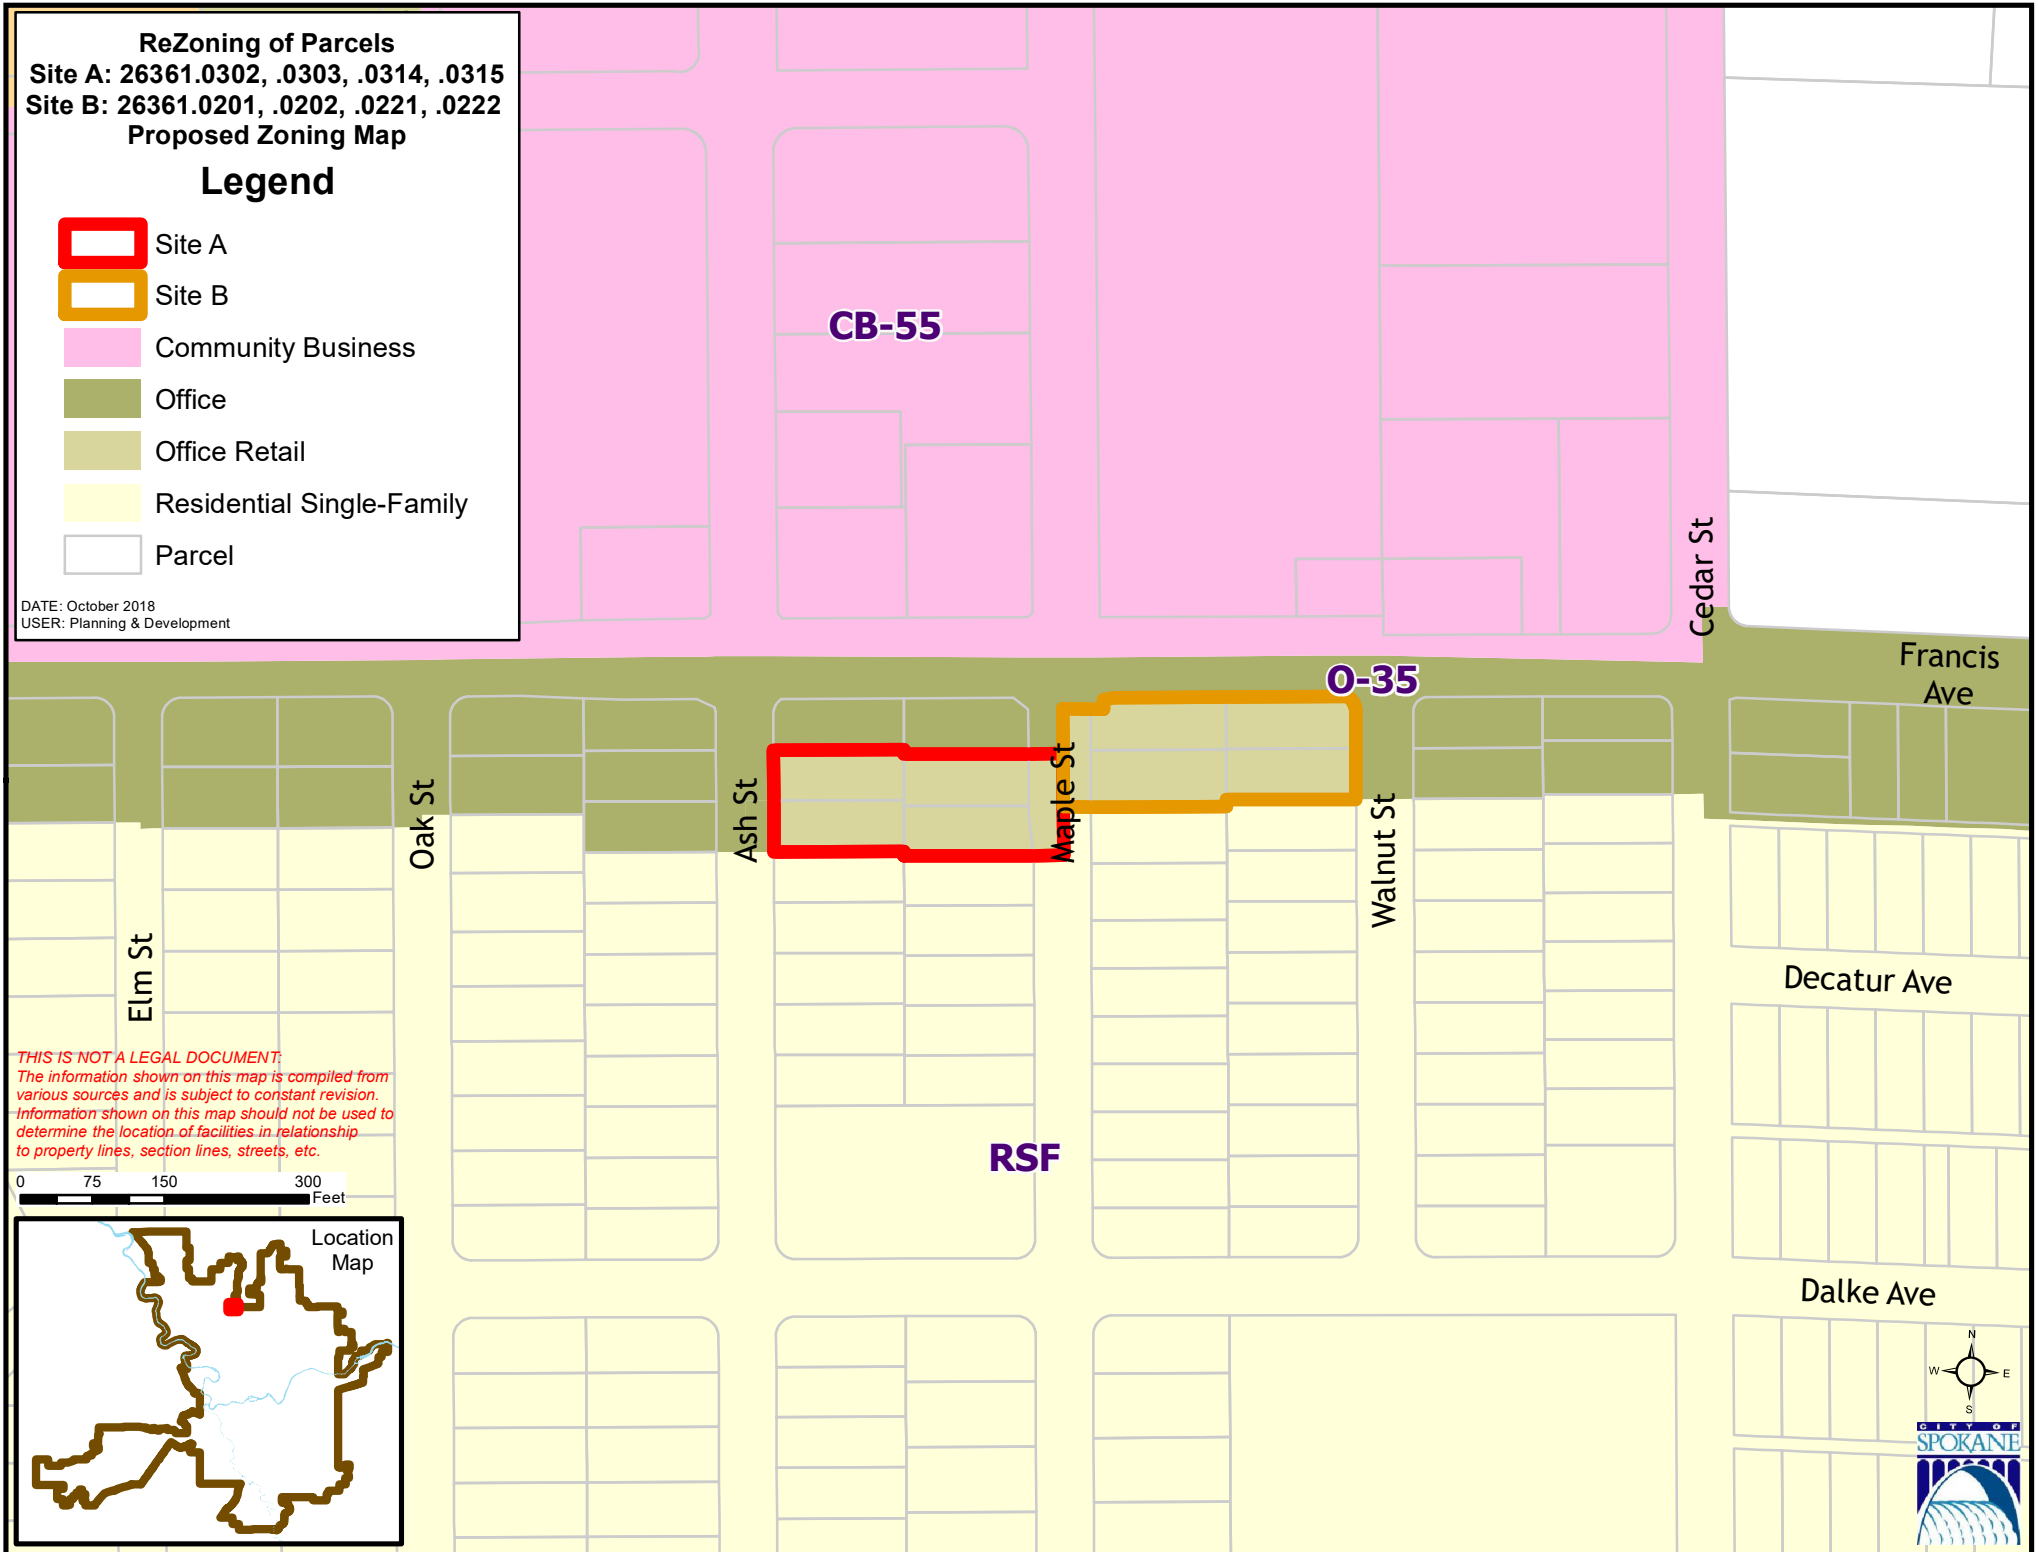 ReZoning of Parcels
Site A: 26361.0302, .0303, .0314, .0315
Site B: 26361.0201, .0202, .0221, .0222
Proposed Zoning Map
Legend
Site A
Site B
Community Business
Office
Office Retail
Residential Single-Family
Parcel
DATE: October 2018
USER: Planning & Development
CB-55
Cedar St
Francis
Ave
O-35
Oak St
Ash St
Maple St
Walnut St
Elm St
Decatur Ave
THIS IS NOT A LEGAL DOCUMENT:
The information shown on this map is compiled from
various sources and is subject to constant revision.
Information shown on this map should not be used to
determine the location of facilities in relationship
to property lines, section lines, streets, etc.
RSF
0 75 150 300
Feet
Location
Map
Dalke Ave
N
W E
S
CITY OF
SPOKANE